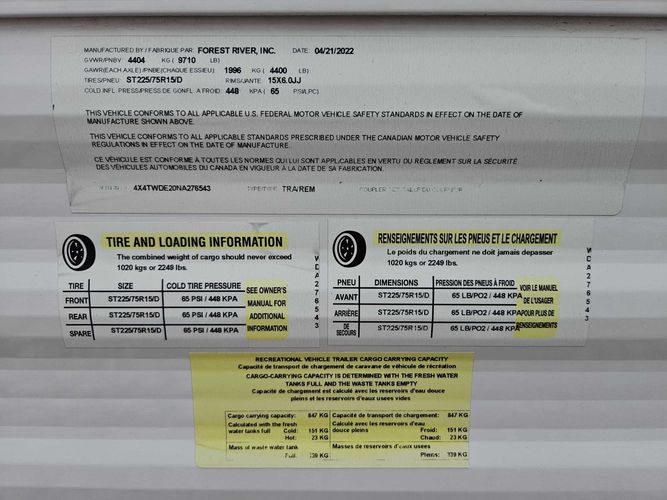 MANUFACTURED BY / FABRIQUE PAR: FOREST RIVER, INC. DATE: 04/21/2022
GVWR/PNBV: 4404 KG ( 9710 LB)
GAWR(EACH AXLE)/PNBE(CHAQUE ESSIEU) 1996 KG ( 4400 LB)
TIRES/PNEU: ST225/75R15/D RIMS/JANTE: 15X6.0JJ
COLD INFL. PRESS/PRESS DE GONFL A FROID: 448 KPA ( 65 PSI/LPC)
THIS VEHICLE CONFORMS TO ALL APPLICABLE U.S. FEDERAL MOTOR VEHICLE SAFETY STANDARDS IN EFFECT ON THE DATE OF
MANUFACTURE SHOWN ABOVE.
THIS VEHICLE CONFORMS TO ALL APPLICABLE STANDARDS PRESCRIBED UNDER THE CANADIAN MOTOR VEHICLE SAFETY
REGULATIONS IN EFFECT ON THE DATE OF MANUFACTURE.
CE VÉHICULE EST CONFORME À TOUTES LES NORMES QUI LUI SONT APPLICABLES EN VERTU DU RÈGLEMENT SUR LA SÉCURITÉ
DES VÉHICULES AUTOMOBILES DU CANADA EN VIGUEUR À LA DATE DE SA FABRICATION.
4X4TWDE20NA276543 TYPE/TYPE: TRA/REM COUPLER
TIRE AND LOADING INFORMATION
The combined weight of cargo should never exceed
1020 kgs or 2249 lbs.
TIRE SIZE COLD TIRE PRESSURE
FRONT ST225/75R15/D 65 PSI / 448 KPA
REAR ST225/75R15/D 65 PSI / 448 KPA
SPARE ST225/75R15/D 65 PSI / 448 KPA
SEE OWNER'S
MANUAL FOR
ADDITIONAL
INFORMATION
WDA276543
RENSEIGNEMENTS SUR LES PNEUS ET LE CHARGEMENT
Le poids du chargement ne doit jamais depasser
1020 kgs or 2249 lbs.
PNEU DIMENSIONS PRESSION DES PNEUS À FROID
AVANT ST225/75R15/D 65 LB/PO2 / 448 KPA
ARRIÈRE ST225/75R15/D 65 LB/PO2 / 448 KPA
DE SECOURS ST225/75R15/D 65 LB/PO2 / 448 KPA
VOIR LE MANUEL
DE L'USAGER
POUR PLUS DE
RENSEIGNEMENTS
WDA276543
RECREATIONAL VEHICLE TRAILER CARGO CARRYING CAPACITY
Capacité de transport de chargement de caravane de véhicule de récréation
CARGO-CARRYING CAPACITY IS DETERMINED WITH THE FRESH WATER
TANKS FULL AND THE WASTE TANKS EMPTY
Capacité de chargement est calculé avec les reservoirs d'eau douce
pleins et les reservoirs d'eaux usees vides
Cargo carrying capacity: 847 KG
Calculated with the fresh
water tanks full Cold: 151 KG
Hot: 23 KG
Mass of waste water tank
Full: 339 KG
Capacité de transport de chargement: 847 KG
Calculé avec les reservoirs d'eau
douce pleins Froid: 151 KG
Chaud: 23 KG
Masses de reservoirs d'eaux usees
Pleins: 339 KG